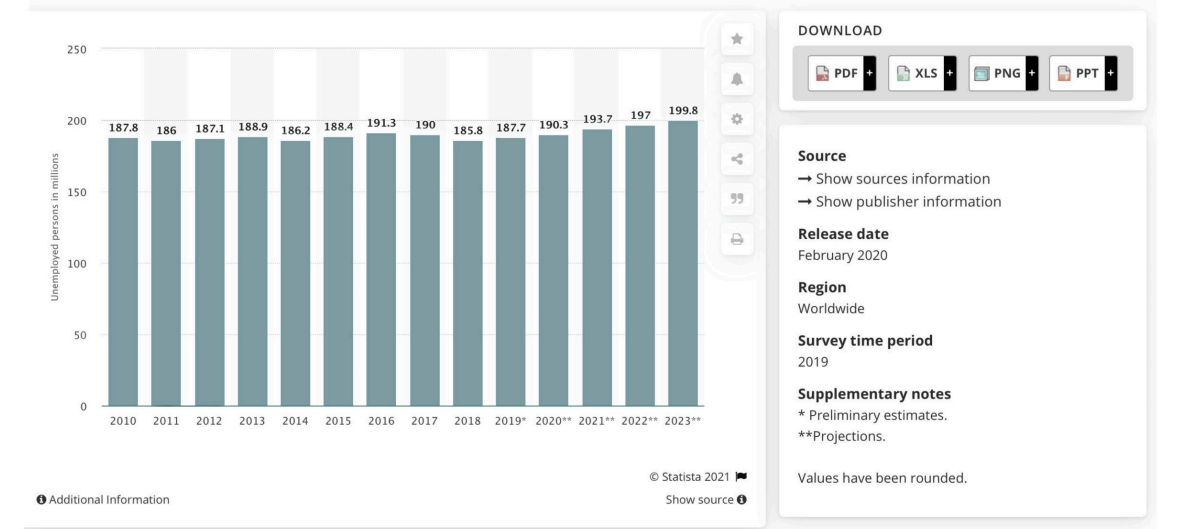 250
200
150
100
50
0
Unemployed persons in millions
187.8
186
187.1
188.9
186.2
188.4
191.3
190
185.8
187.7
190.3
193.7
197
199.8
2010
2011
2012
2013
2014
2015
2016
2017
2018
2019*
2020**
2021**
2022**
2023**
© Statista 2021
Additional Information
Show source
DOWNLOAD
PDF +
XLS +
PNG +
PPT +
Source
→ Show sources information
→ Show publisher information
Release date
February 2020
Region
Worldwide
Survey time period
2019
Supplementary notes
* Preliminary estimates.
**Projections.
Values have been rounded.